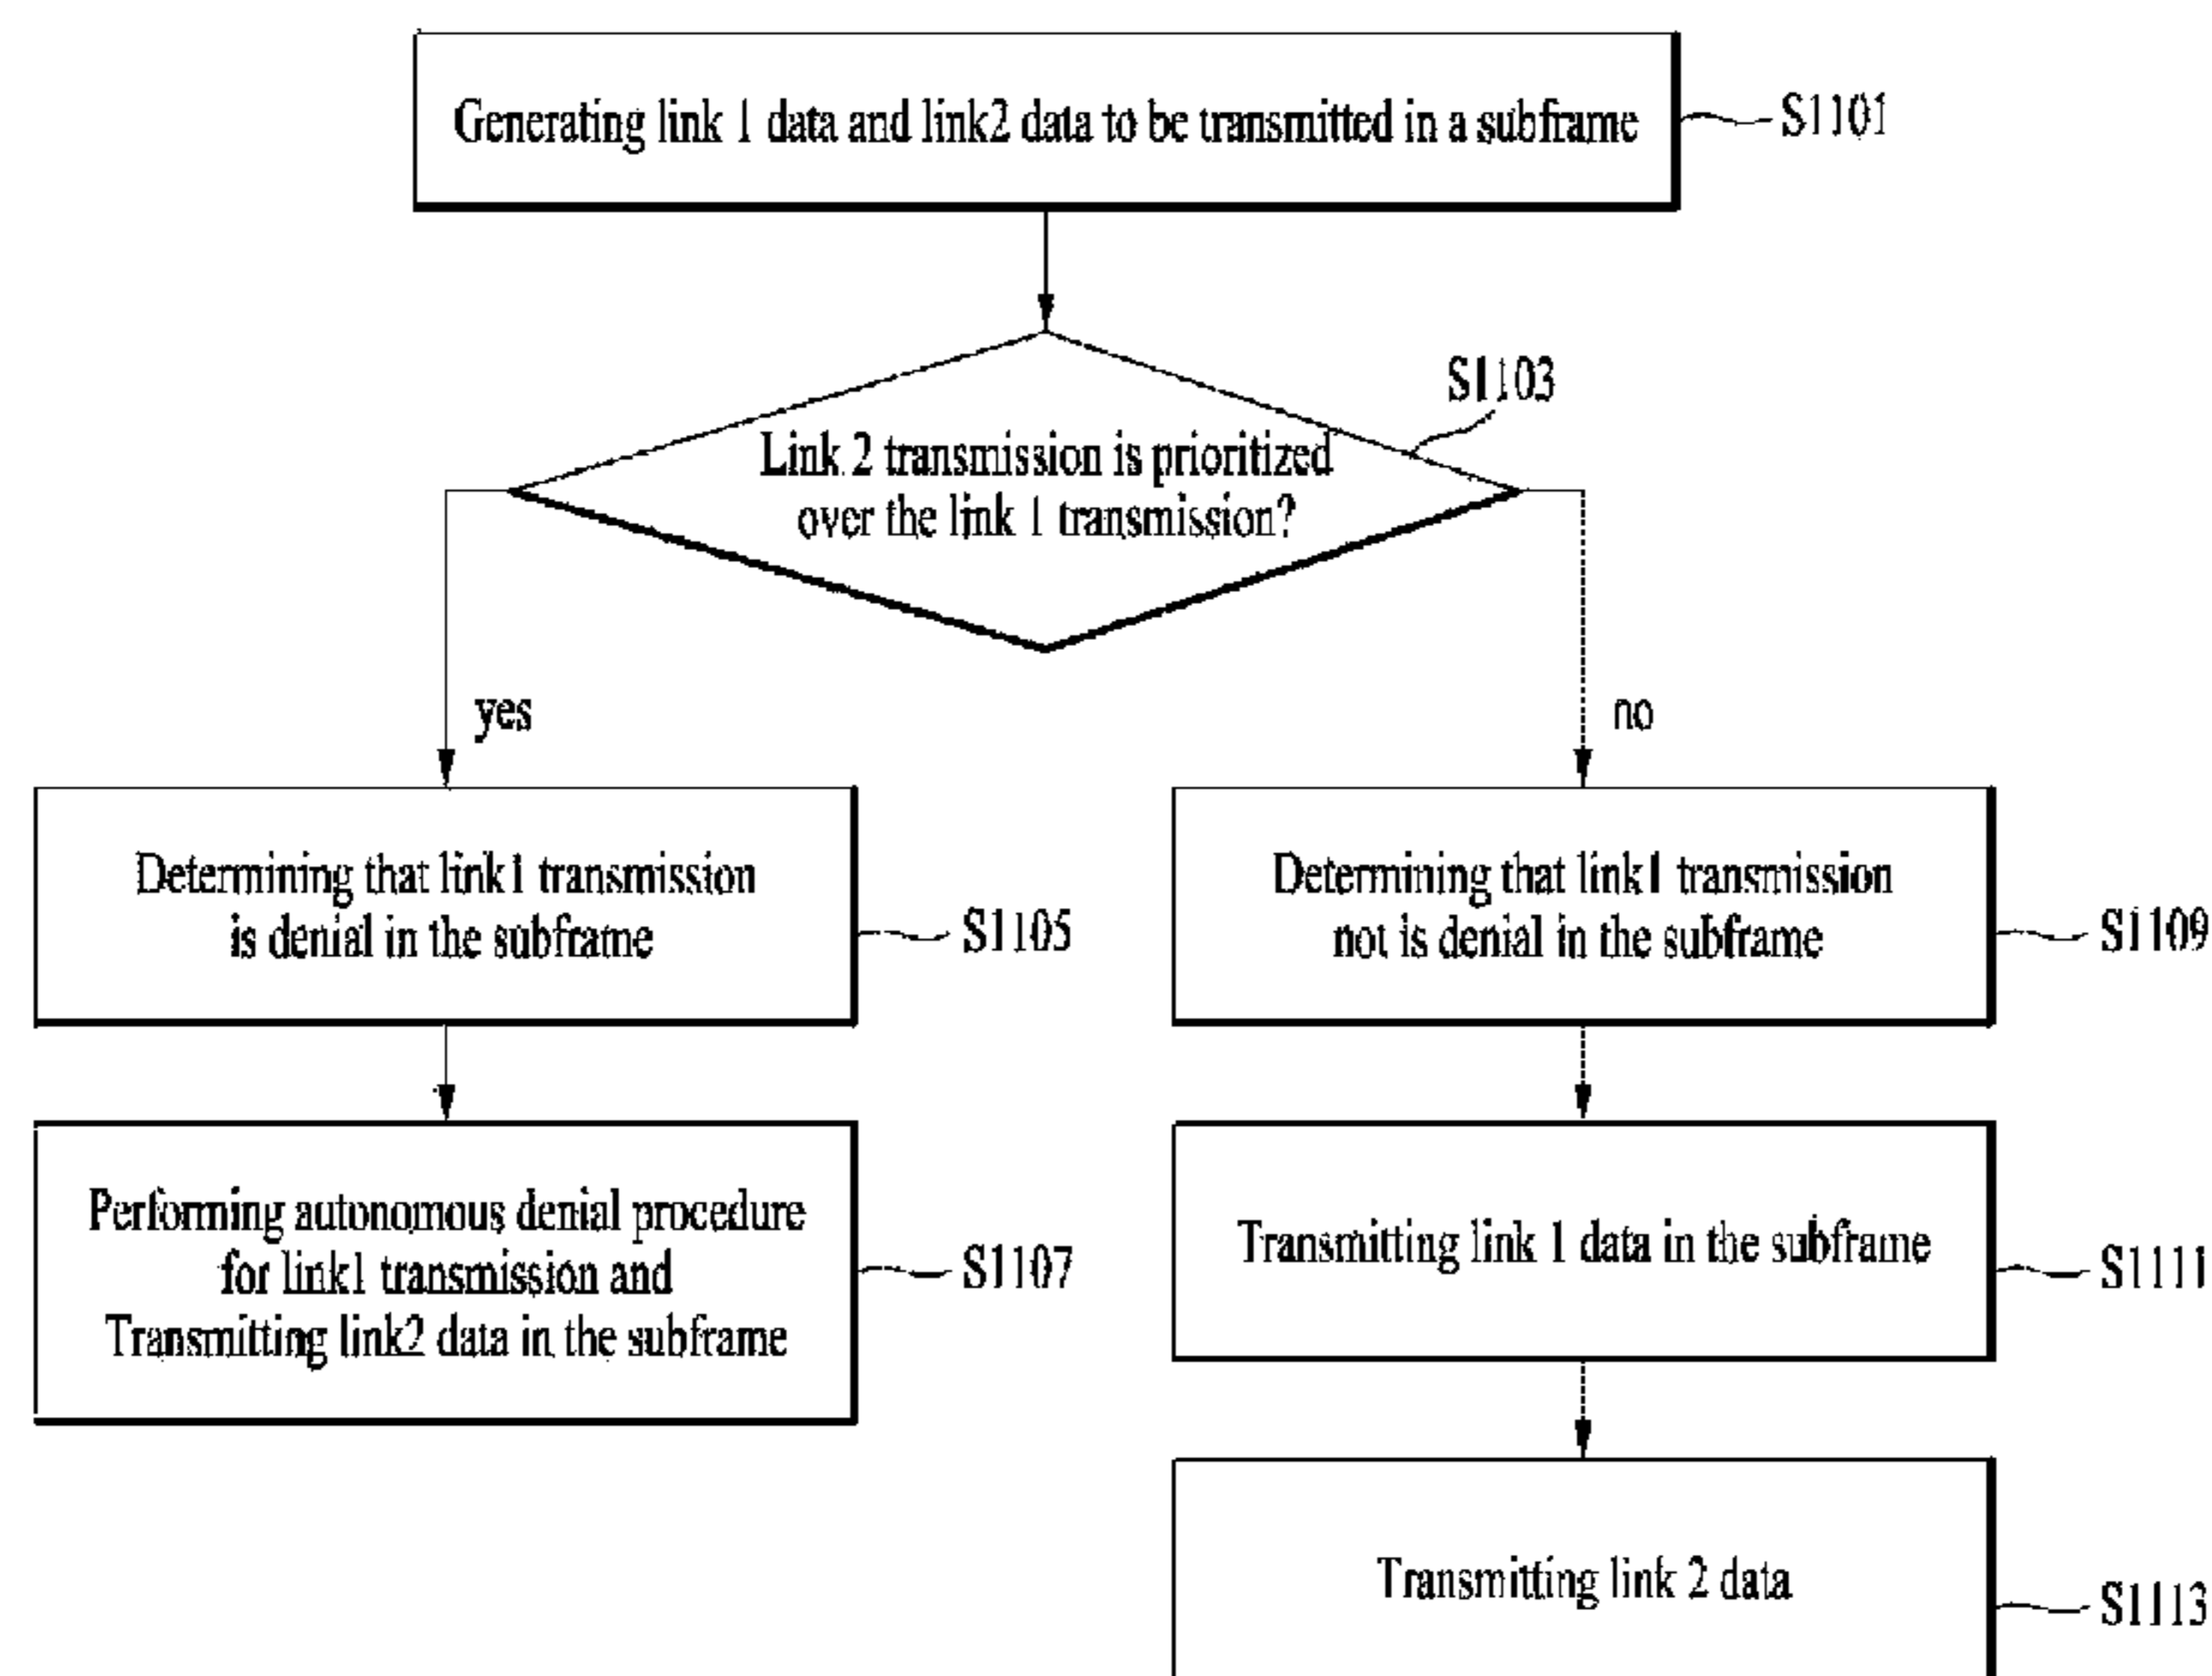 Generating link 1 data and link2 data to be transmitted in a subframe
S1101
S1103
Link 2 transmission is prioritized
over the link 1 transmission?
yes
no
Determining that link1 transmission
is denial in the subframe
S1105
Determining that link1 transmission
not is denial in the subframe
S1109
Performing autonomous denial procedure
for link1 transmission and
Transmitting link2 data in the subframe
S1107
Transmitting link 1 data in the subframe
S1111
Transmitting link 2 data
S1113